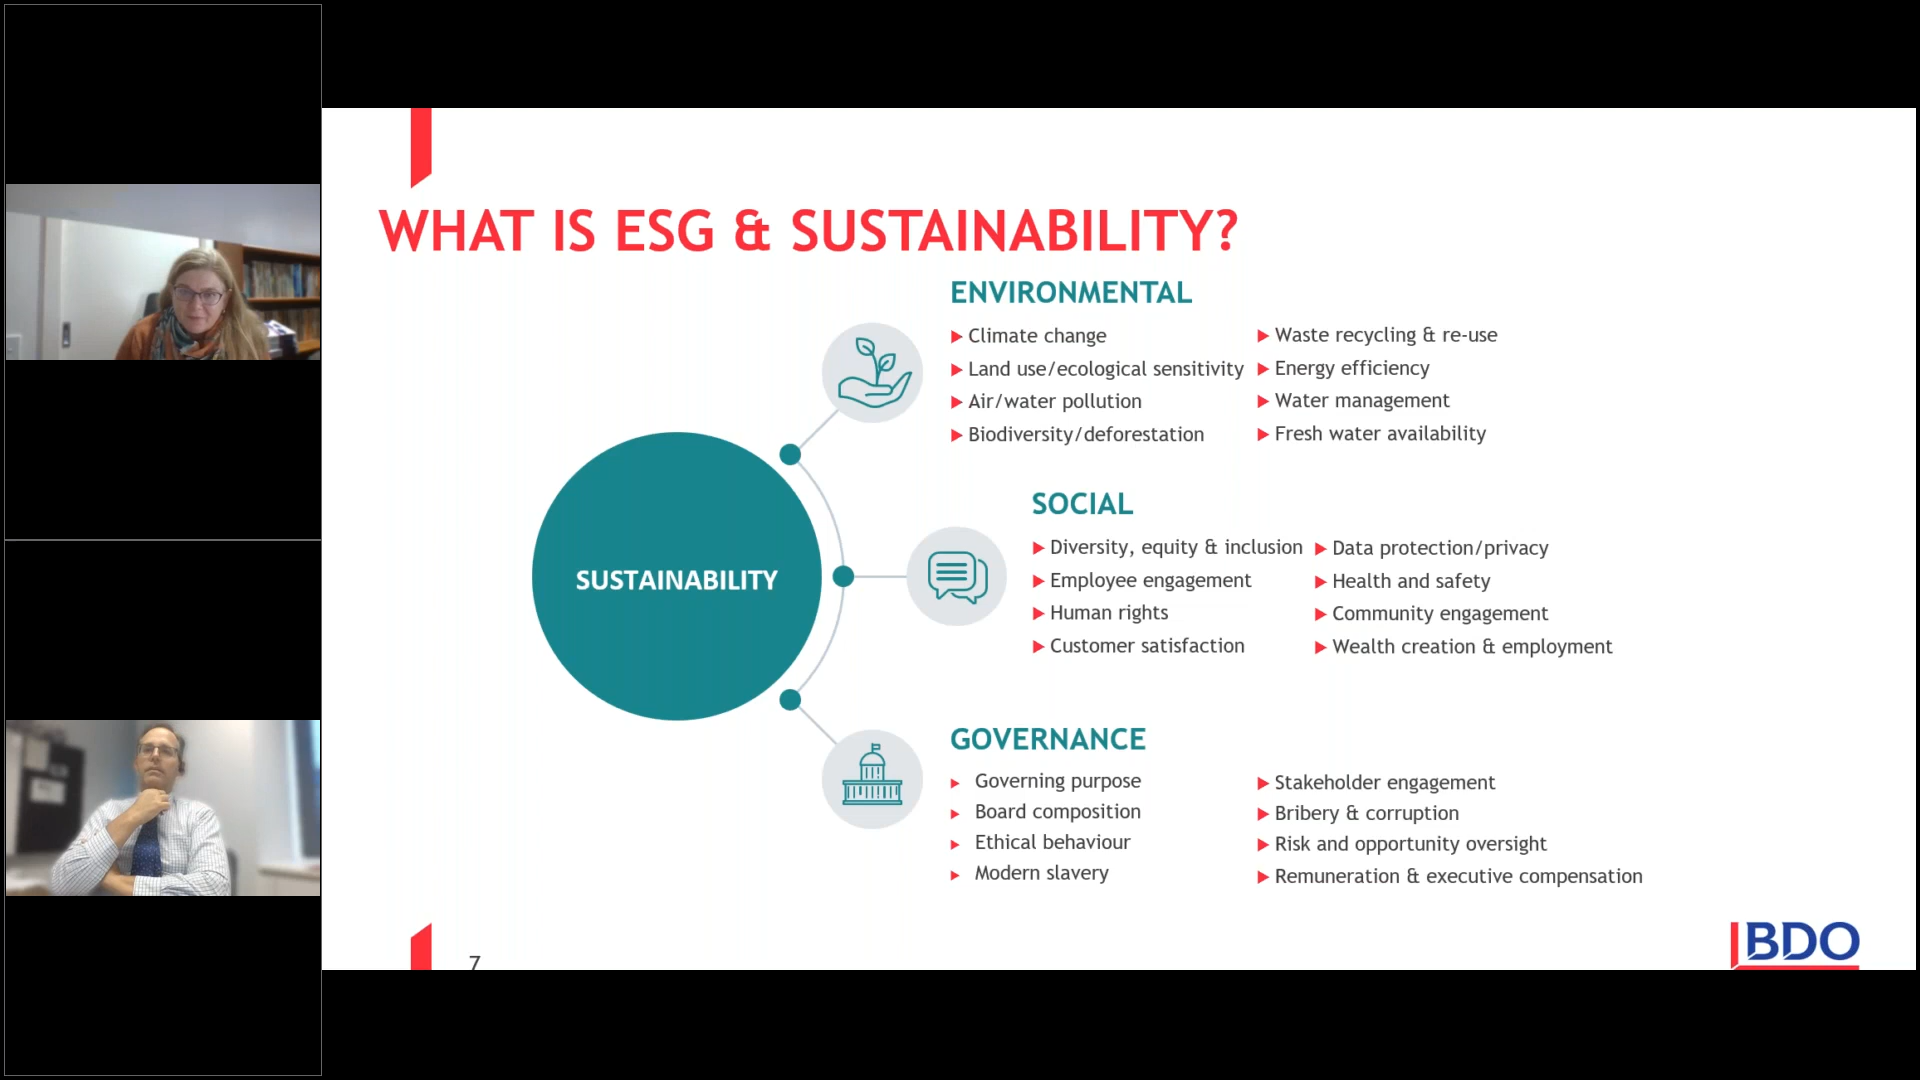 WHAT IS ESG & SUSTAINABILITY?
ENVIRONMENTAL
Climate change
Land use/ecological sensitivity
Air/water pollution
Biodiversity/deforestation
Waste recycling & re-use
Energy efficiency
Water management
Fresh water availability
SUSTAINABILITY
SOCIAL
Diversity, equity & inclusion
Employee engagement
Human rights
Customer satisfaction
Data protection/privacy
Health and safety
Community engagement
Wealth creation & employment
GOVERNANCE
Governing purpose
Board composition
Ethical behaviour
Modern slavery
Stakeholder engagement
Bribery & corruption
Risk and opportunity oversight
Remuneration & executive compensation
7
BDO